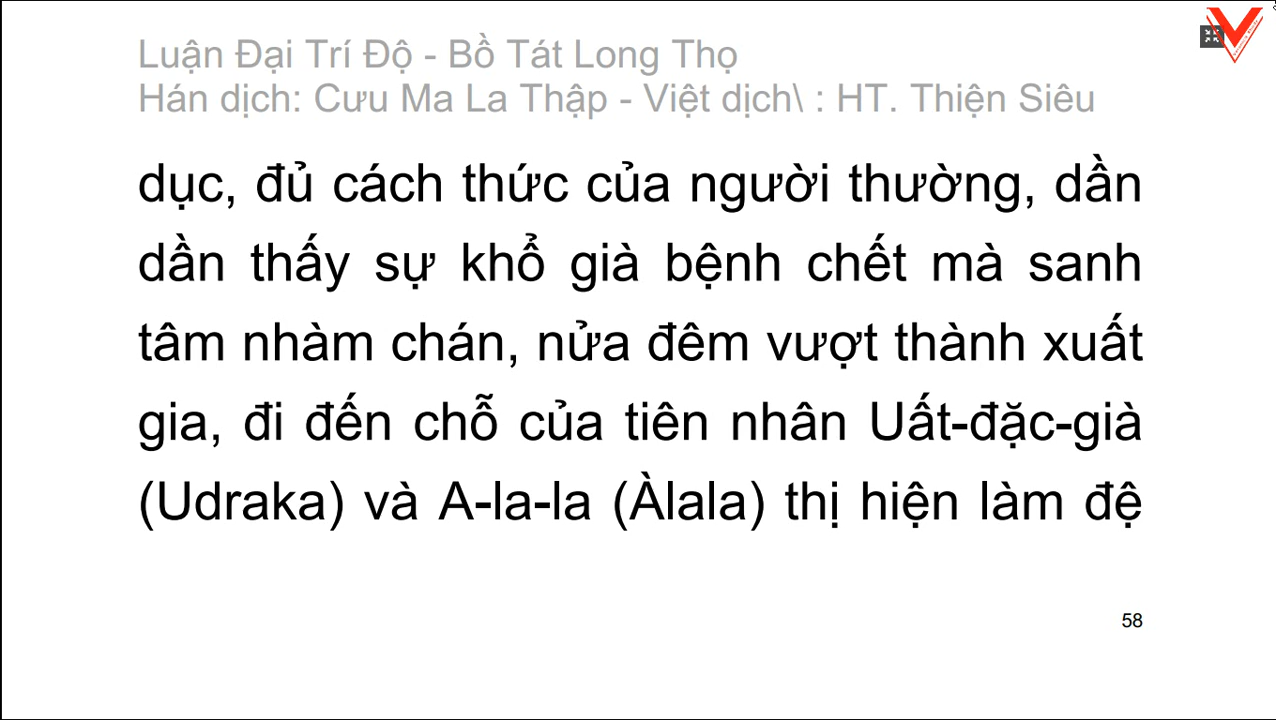 Luận Đại Trí Độ - Bồ Tát Long Thọ
Hán dịch: Cưu Ma La Thập - Việt dịch\ : HT. Thiện Siêu
dục, đủ cách thức của người thường, dần
dần thấy sự khổ già bệnh chết mà sanh
tâm nhàm chán, nửa đêm vượt thành xuất
gia, đi đến chỗ của tiên nhân Uất-đặc-già
(Udraka) và A-la-la (Àlala) thị hiện làm đệ
58